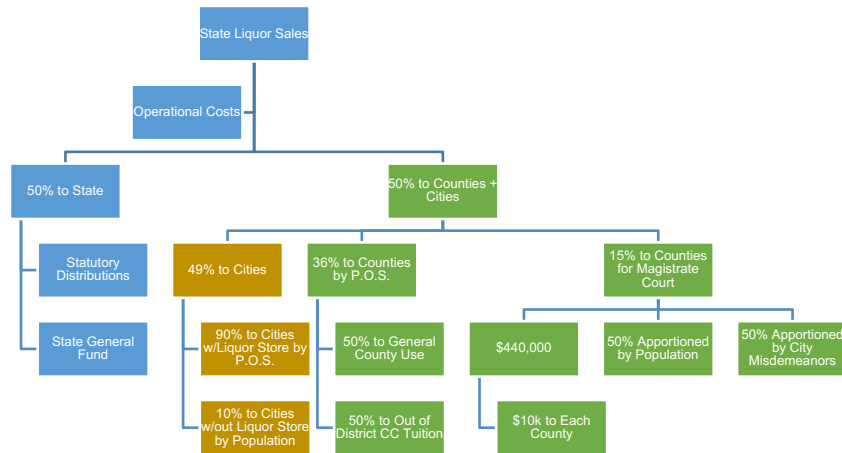 State Liquor Sales
Operational Costs
50% to State
50% to Counties +
Cities
Statutory
Distributions
49% to Cities
36% to Counties
by P.O.S.
15% to Counties
for Magistrate
Court
State General
Fund
90% to Cities
w/Liquor Store by
P.O.S.
50% to General
County Use
$440,000
50% Apportioned
by Population
50% Apportioned
by City
Misdemeanors
10% to Cities
w/out Liquor Store
by Population
50% to Out of
District CC Tuition
$10k to Each
County